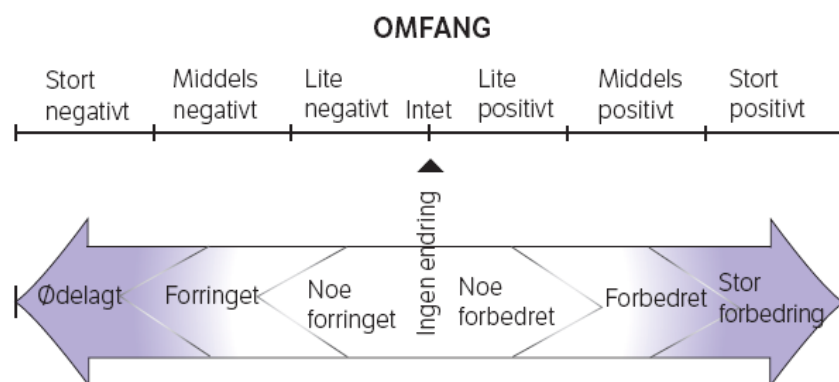 OMFANG
Stort Middels Lite Lite Middels Stort
negativt negativt negativt Intet positivt positivt positivt
Ingen endring
Ødelagt Forringet Noe Noe Forbedret Stor
forringet forbedret forbedring